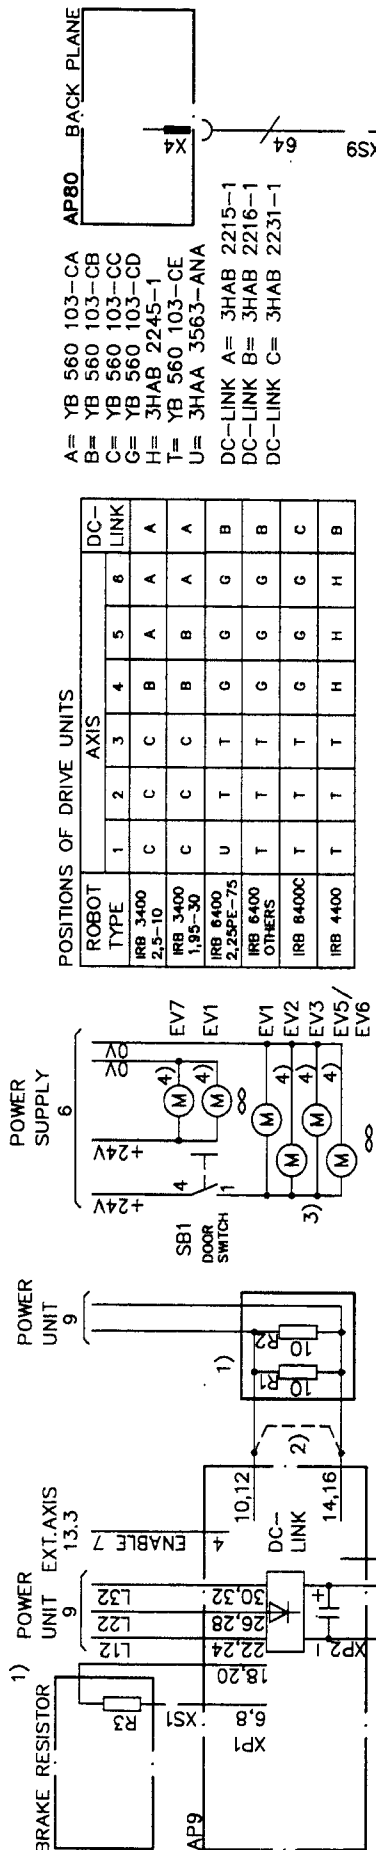 AP80 BACK PLANE
X4
64
XS9
A= YB 560 103-CA
B= YB 560 103-CB
C= YB 560 103-CC
G= YB 560 103-CD
H= 3HAB 2245-1
T= YB 560 103-CE
U= 3HAA 3563-ANA
DC-LINK A= 3HAB 2215-1
DC-LINK B= 3HAB 2216-1
DC-LINK C= 3HAB 2231-1
POSITIONS OF DRIVE UNITS
ROBOT TYPE AXIS DC-LINK
1 2 3 4 5 6
IRB 3400 2,5-10 C C C B A A A
IRB 3400 1,95-30 C C C B B A A
IRB 6400 2,25PE-75 U T T G G G B
IRB 6400 OTHERS T T T G G G B
IRB 6400C T T T G G G C
IRB 4400 T T T H H H B
POWER SUPPLY
6
+24V +24V 0V 0V
4) M EV7
4) M EV1
SB1 DOOR SWITCH
4 1
M EV1
M 4) EV2
M 4) EV3
3) M 4) EV5/EV6
POWER UNIT
9
1)
R1 10
R2 10
2)
10,12
14,16
DC-LINK
EXT.AXIS
13.3
ENABLE 7
4
POWER UNIT
9
L12 L22 L32
22,24 26,28 30,32
18,20
6,8
XP1
XS1
XP2
+
-
1)
BRAKE RESISTOR
R3
AP9